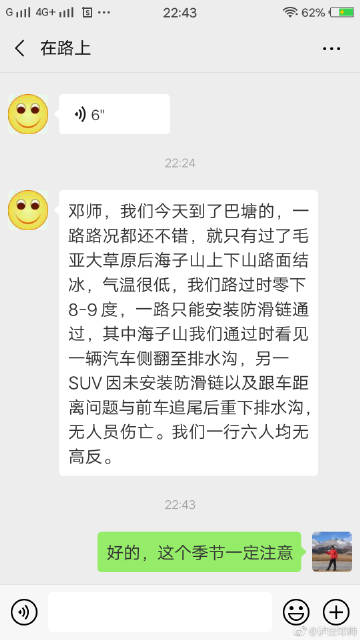 G 4G+ S ... 22:43 62%
在路上 ...
6"
22:24
邓师，我们今天到了巴塘的，一
路路况都还不错，就只有过了毛
亚大草原后海子山上下山路面结
冰，气温很低，我们路过时零下
8-9 度，一路只能安装防滑链通
过，其中海子山我们通过时看见
一辆汽车侧翻至排水沟，另一
SUV 因未安装防滑链以及跟车距
离问题与前车追尾后重下排水沟，
无人员伤亡。我们一行六人均无
高反。
22:43
好的，这个季节一定注意